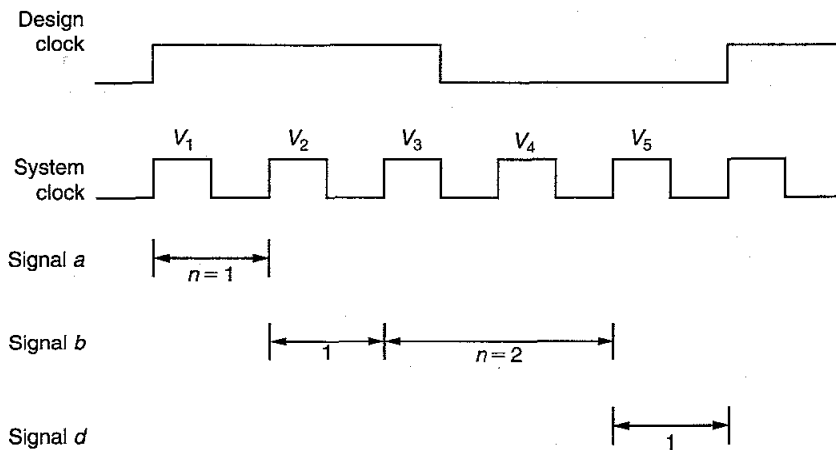 Design
clock
V₁ V₂ V₃ V₄ V₅
System
clock
Signal a
n = 1
Signal b
1 n = 2
Signal d
1